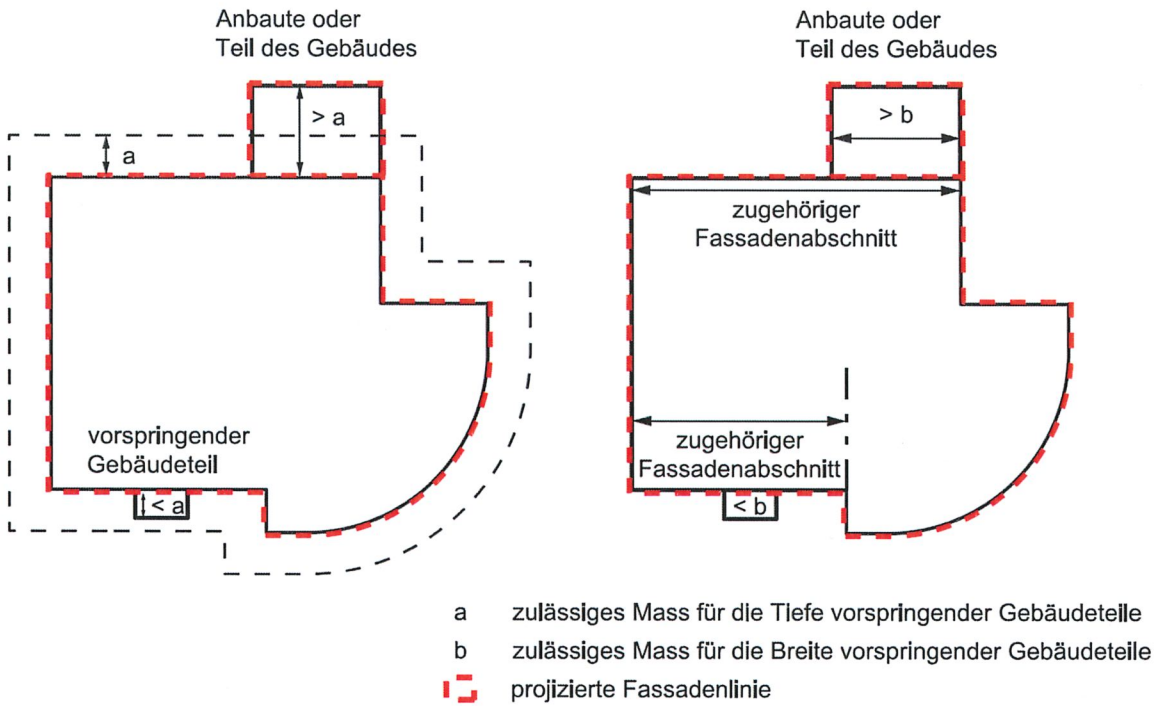 Anbaute oder
Teil des Gebäudes
> a
a
vorspringender
Gebäudeteil
< a
Anbaute oder
Teil des Gebäudes
> b
zugehöriger
Fassadenabschnitt
zugehöriger
Fassadenabschnitt
< b
a zulässiges Mass für die Tiefe vorspringender Gebäudeteile
b zulässiges Mass für die Breite vorspringender Gebäudeteile
projizierte Fassadenlinie